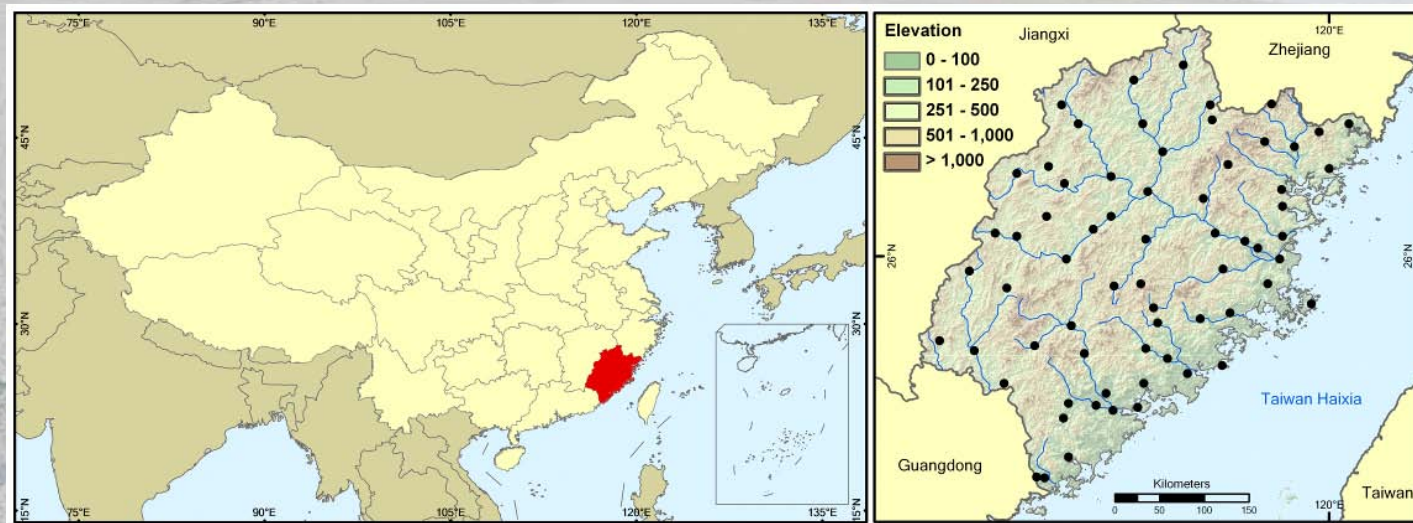 75°E
90°E
105°E
120°E
135°E
45°N
45°N
30°N
30°N
15°N
15°N
75°E
90°E
105°E
120°E
135°E
Elevation
0 - 100
101 - 250
251 - 500
501 - 1,000
> 1,000
Jiangxi
120°E
Zhejiang
26°N
26°N
Taiwan Haixia
Guangdong
Kilometers
0 50 100 150
120°E
Taiwan